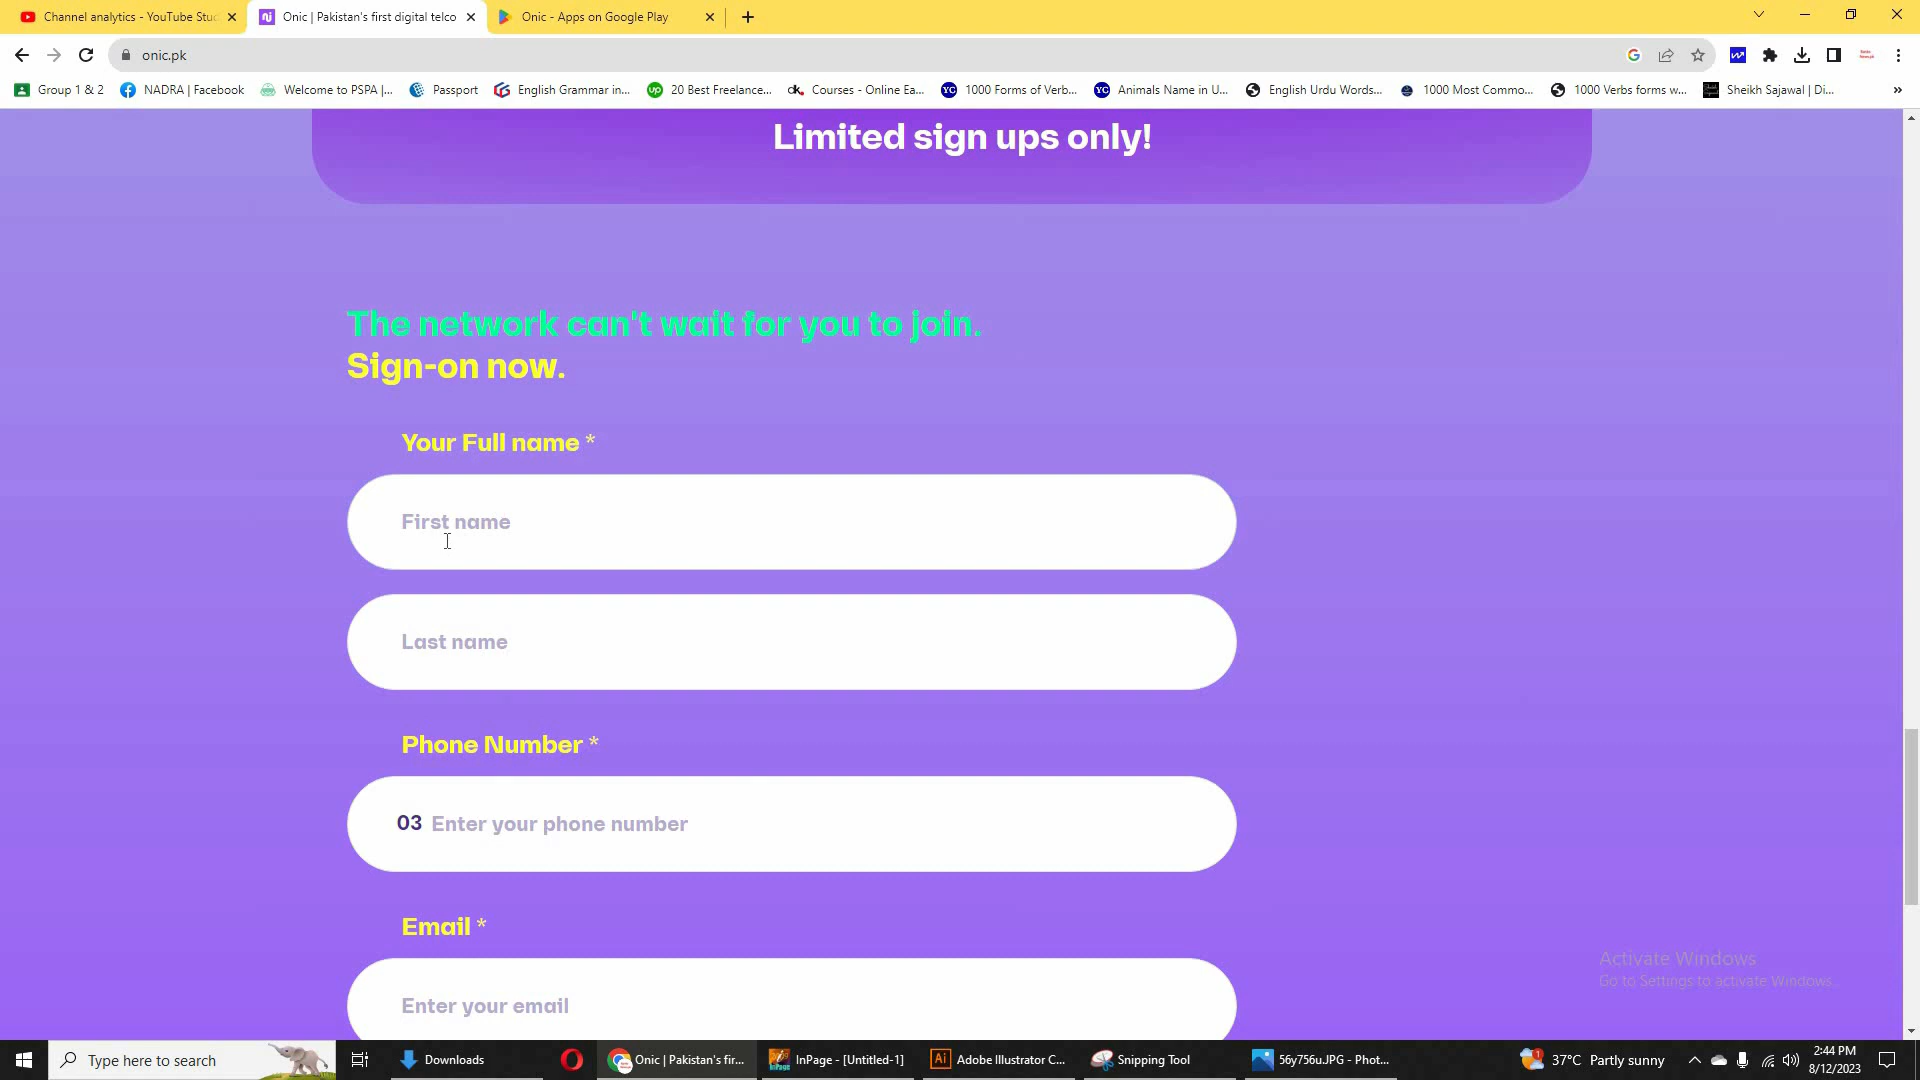 Channel analytics - YouTube Stu
Onic | Pakistan's first digital telco
Onic - Apps on Google Play
onic.pk
Group 1 & 2
NADRA | Facebook
Welcome to PSPA |...
Passport
English Grammar in...
20 Best Freelance...
Courses - Online Ea...
1000 Forms of Verb...
Animals Name in U...
English Urdu Words...
1000 Most Commo...
1000 Verbs forms w...
Sheikh Sajawal | Di...
Limited sign ups only!
The network can't wait for you to join.
Sign-on now.
Your Full name *
First name
Last name
Phone Number *
03 Enter your phone number
Email *
Enter your email
Activate Windows
Go to Settings to activate Windows.
Type here to search
Downloads
Onic | Pakistan's fir...
InPage - [Untitled-1]
Adobe Illustrator C...
Snipping Tool
56y756u.JPG - Phot...
37°C Partly sunny
2:44 PM
8/12/2023